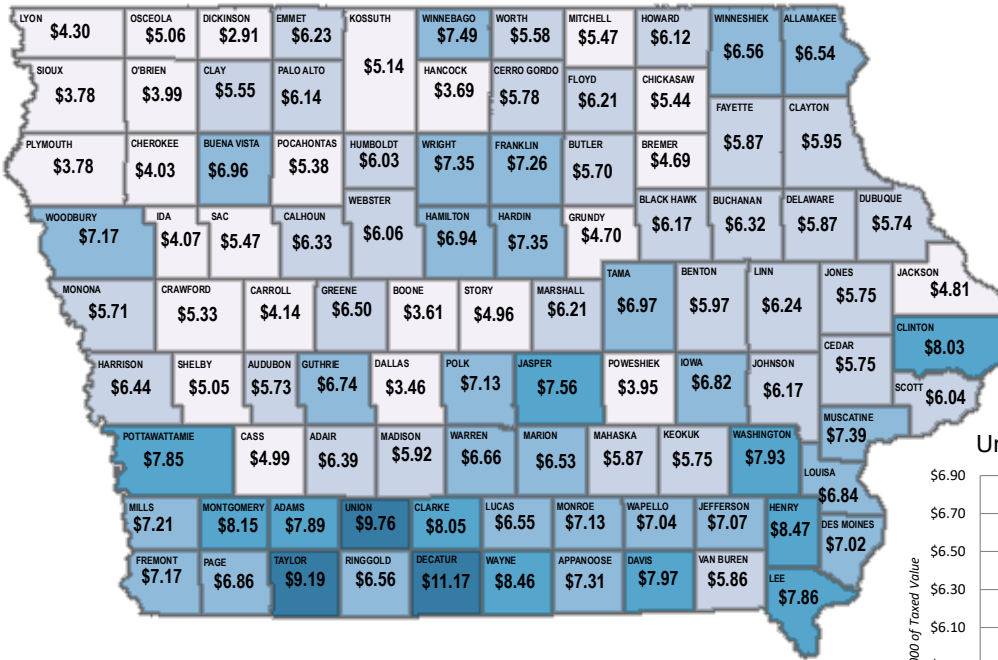 LYON
$4.30
OSCEOLA
$5.06
DICKINSON
$2.91
EMMET
$6.23
KOSSUTH
$5.14
WINNEBAGO
$7.49
WORTH
$5.58
MITCHELL
$5.47
HOWARD
$6.12
WINNESHIEK
$6.56
ALLAMAKEE
$6.54
SIOUX
$3.78
O'BRIEN
$3.99
CLAY
$5.55
PALO ALTO
$6.14
HANCOCK
$3.69
CERRO GORDO
$5.78
FLOYD
$6.21
CHICKASAW
$5.44
FAYETTE
$5.87
CLAYTON
$5.95
PLYMOUTH
$3.78
CHEROKEE
$4.03
BUENA VISTA
$6.96
POCAHONTAS
$5.38
HUMBOLDT
$6.03
WRIGHT
$7.35
FRANKLIN
$7.26
BUTLER
$5.70
BREMER
$4.69
WOODBURY
$7.17
IDA
$4.07
SAC
$5.47
CALHOUN
$6.33
WEBSTER
$6.06
HAMILTON
$6.94
HARDIN
$7.35
GRUNDY
$4.70
BLACK HAWK
$6.17
BUCHANAN
$6.32
DELAWARE
$5.87
DUBUQUE
$5.74
MONONA
$5.71
CRAWFORD
$5.33
CARROLL
$4.14
GREENE
$6.50
BOONE
$3.61
STORY
$4.96
MARSHALL
$6.21
TAMA
$6.97
BENTON
$5.97
LINN
$6.24
JONES
$5.75
JACKSON
$4.81
CLINTON
$8.03
HARRISON
$6.44
SHELBY
$5.05
AUDUBON
$5.73
GUTHRIE
$6.74
DALLAS
$3.46
POLK
$7.13
JASPER
$7.56
POWESHIEK
$3.95
IOWA
$6.82
JOHNSON
$6.17
CEDAR
$5.75
SCOTT
$6.04
MUSCATINE
$7.39
POTTAWATTAMIE
$7.85
CASS
$4.99
ADAIR
$6.39
MADISON
$5.92
WARREN
$6.66
MARION
$6.53
MAHASKA
$5.87
KEOKUK
$5.75
WASHINGTON
$7.93
LOUISA
$6.84
MILLS
$7.21
MONTGOMERY
$8.15
ADAMS
$7.89
UNION
$9.76
CLARKE
$8.05
LUCAS
$6.55
MONROE
$7.13
WAPELLO
$7.04
JEFFERSON
$7.07
HENRY
$8.47
DES MOINES
$7.02
FREMONT
$7.17
PAGE
$6.86
TAYLOR
$9.19
RINGGOLD
$6.56
DECATUR
$11.17
WAYNE
$8.46
APPANOOSE
$7.31
DAVIS
$7.97
VAN BUREN
$5.86
LEE
$7.86
$6.90
$6.70
$6.50
$6.30
$6.10
of Taxed Value